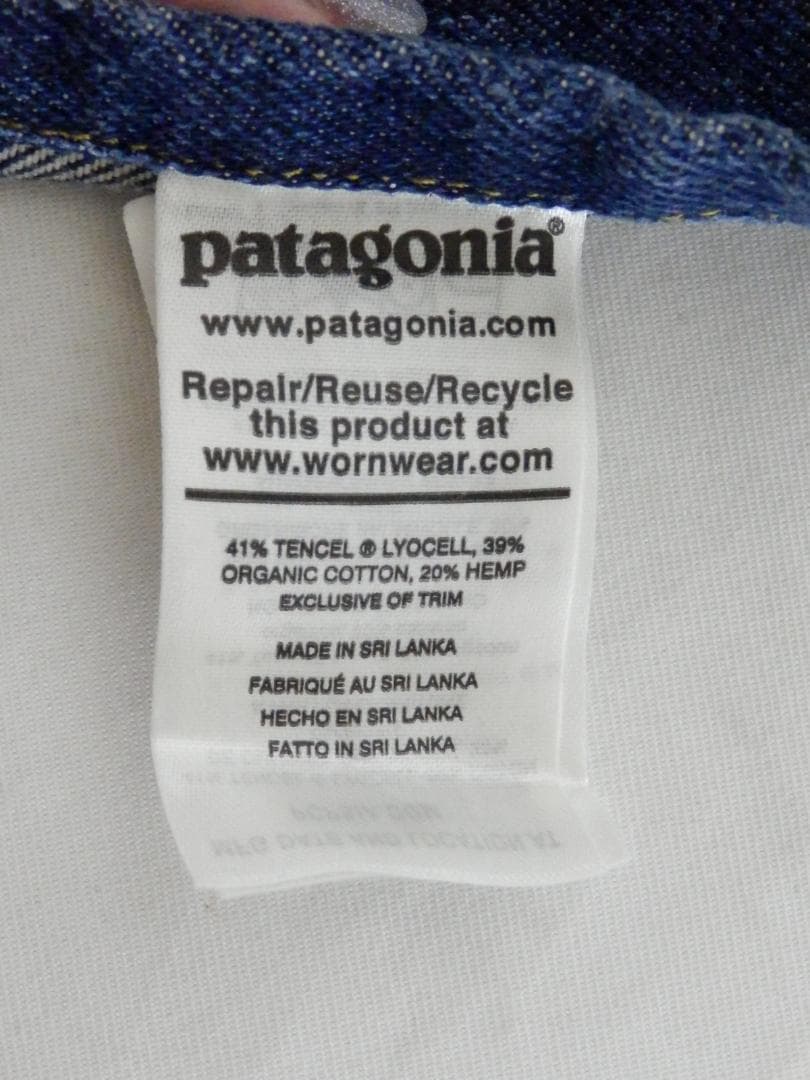 patagonia®
www.patagonia.com
Repair/Reuse/Recycle
this product at
www.wornwear.com
41% TENCEL ® LYOCELL, 39%
ORGANIC COTTON, 20% HEMP
EXCLUSIVE OF TRIM
MADE IN SRI LANKA
FABRIQUÉ AU SRI LANKA
HECHO EN SRI LANKA
FATTO IN SRI LANKA